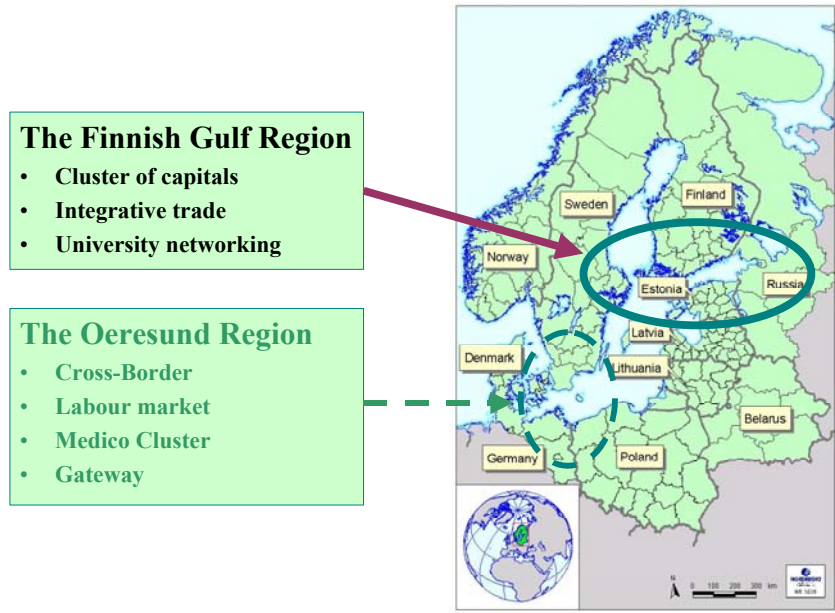 The Finnish Gulf Region
• Cluster of capitals
• Integrative trade
• University networking
The Oeresund Region
• Cross-Border
• Labour market
• Medico Cluster
• Gateway
Finland
Sweden
Norway
Estonia
Russia
Latvia
Denmark
Lithuania
Belarus
Germany
Poland
N
0 100 200 300 km
NORDREGIO